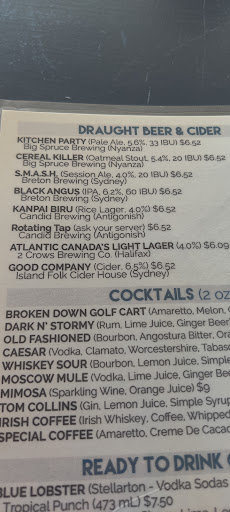 DRAUGHT BEER & CIDER
KITCHEN PARTY (Pale Ale, 5.6%, 33 IBU) $6.52
Big Spruce Brewing (Nyanza)
CEREAL KILLER (Oatmeal Stout, 5.4%, 20 IBU) $6.52
Big Spruce Brewing (Nyanza)
S.M.A.S.H. (Session Ale, 4.0%, 20 IBU) $6.52
Breton Brewing (Sydney)
BLACK ANGUS (IPA, 6.2%, 60 IBU) $6.52
Breton Brewing (Sydney)
KANPAI BIRU (Rice Lager, 4.0%) $6.52
Candid Brewing (Antigonish)
Rotating Tap (ask your server) $6.52
Candid Brewing (Antigonish)
ATLANTIC CANADA'S LIGHT LAGER (4.0%) $6.09
2 Crows Brewing Co. (Halifax)
GOOD COMPANY (Cider, 6.5%) $6.52
Island Folk Cider House (Sydney)
COCKTAILS (2 oz
BROKEN DOWN GOLF CART (Amaretto, Melon,
DARK N' STORMY (Rum, Lime Juice, Ginger Beer
OLD FASHIONED (Bourbon, Angostura Bitter, Ora
CAESAR (Vodka, Clamato, Worcestershire, Tabasc
WHISKEY SOUR (Bourbon, Lemon Juice, Simple
MOSCOW MULE (Vodka, Lime Juice, Ginger Bee
MIMOSA (Sparkling Wine, Orange Juice) $9
TOM COLLINS (Gin, Lemon Juice, Simple Syrup
IRISH COFFEE (Irish Whiskey, Coffee, Whipped
SPECIAL COFFEE (Amaretto, Creme De Cacao
READY TO DRINK
BLUE LOBSTER (Stellarton - Vodka Sodas
Tropical Punch (473 mL) $7.50